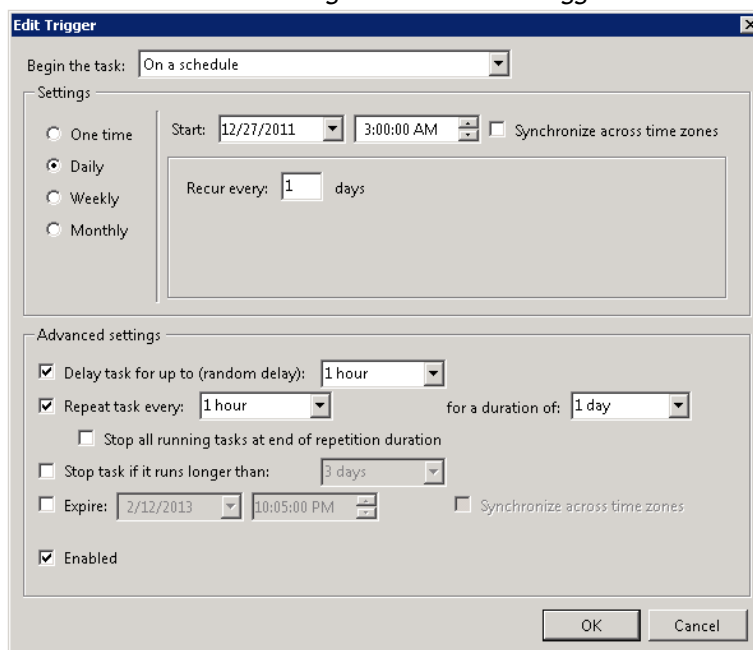 Edit Trigger
Begin the task: On a schedule
Settings
One time
Start: 12/27/2011 3:00:00 AM Synchronize across time zones
Daily
Recur every: 1 days
Weekly
Monthly
Advanced settings
Delay task for up to (random delay): 1 hour
Repeat task every: 1 hour for a duration of: 1 day
Stop all running tasks at end of repetition duration
Stop task if it runs longer than: 3 days
Expire: 2/12/2013 10:05:00 PM Synchronize across time zones
Enabled
OK Cancel